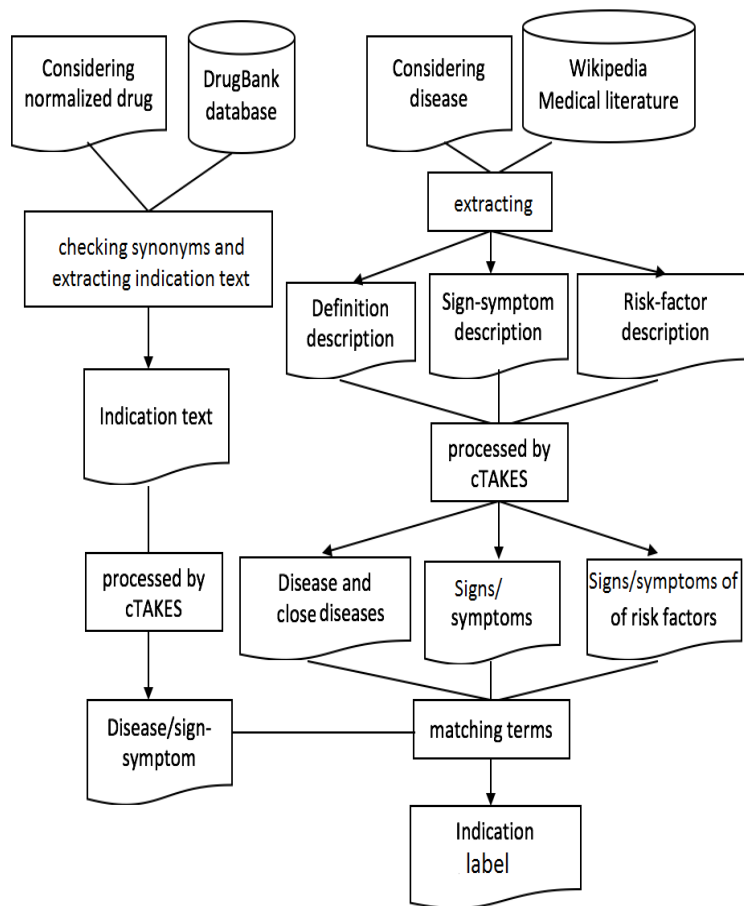 Considering
normalized drug
DrugBank
database
Considering
disease
Wikipedia
Medical literature
checking synonyms and
extracting indication text
extracting
Definition
description
Sign-symptom
description
Risk-factor
description
Indication text
processed by
cTAKES
processed by
cTAKES
Disease and
close diseases
Signs/
symptoms
Signs/symptoms of
of risk factors
Disease/sign-
symptom
matching terms
Indication
label